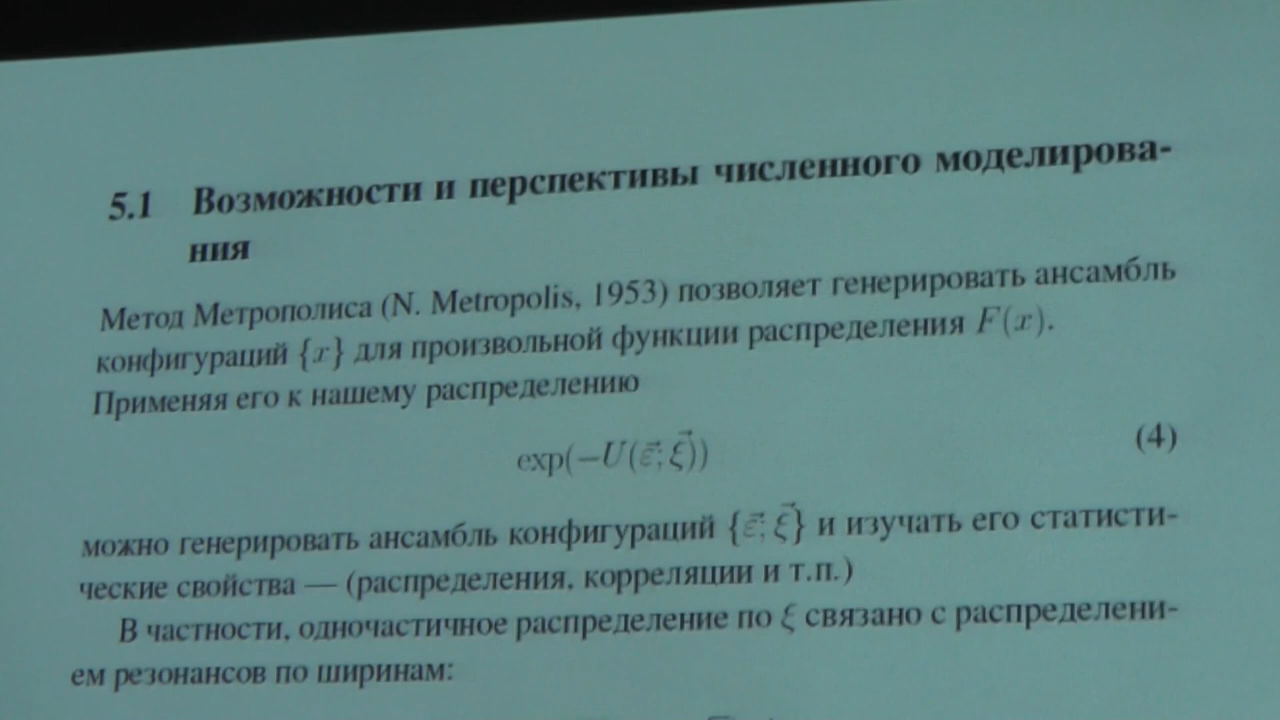 5.1 Возможности и перспективы численного моделирова-
ния
Метод Метрополиса (N. Metropolis, 1953) позволяет генерировать ансамбль
конфигураций {x} для произвольной функции распределения F(x).
Применяя его к нашему распределению
exp(−U(ε⃗; ξ⃗)) (4)
можно генерировать ансамбль конфигураций {ε⃗; ξ⃗} и изучать его статисти-
ческие свойства — (распределения, корреляции и т.п.)
В частности, одночастичное распределение по ξ связано с распределени-
ем резонансов по ширинам: